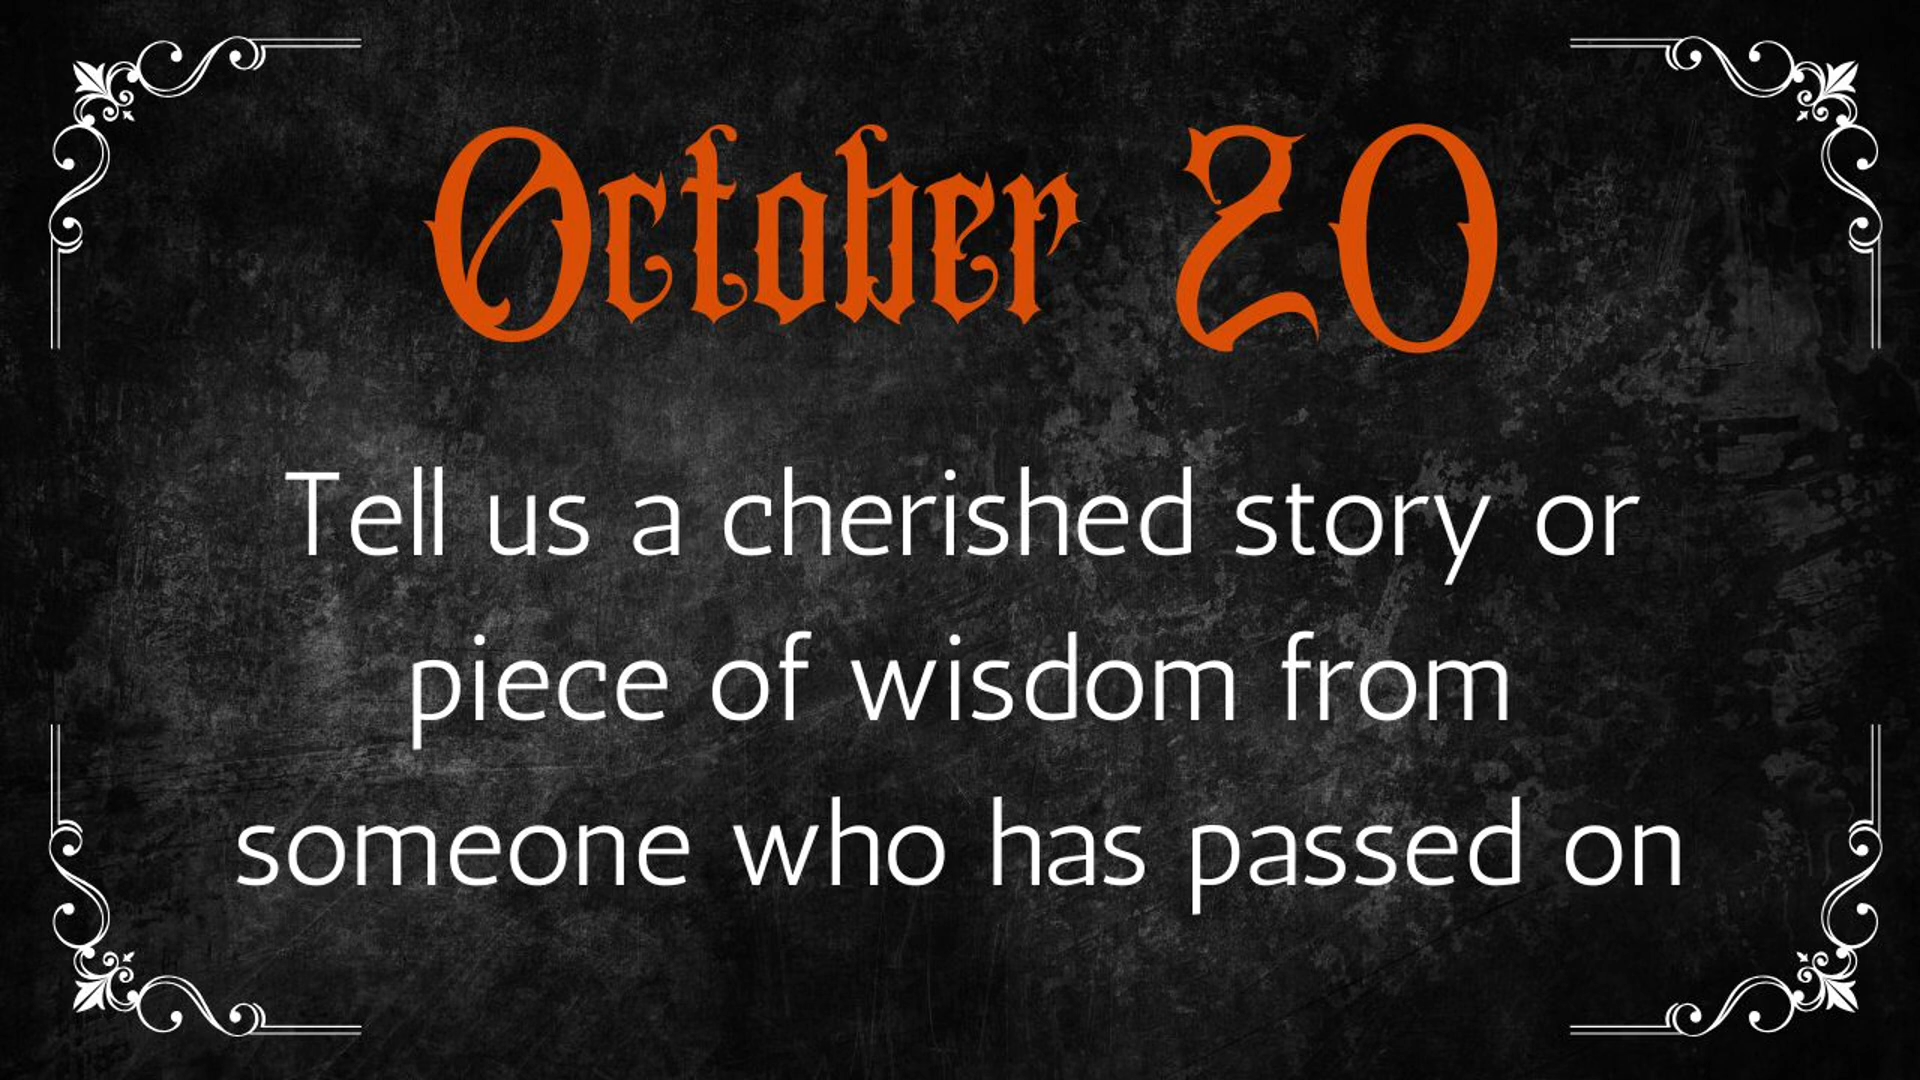 October 20
Tell us a cherished story or
piece of wisdom from
someone who has passed on